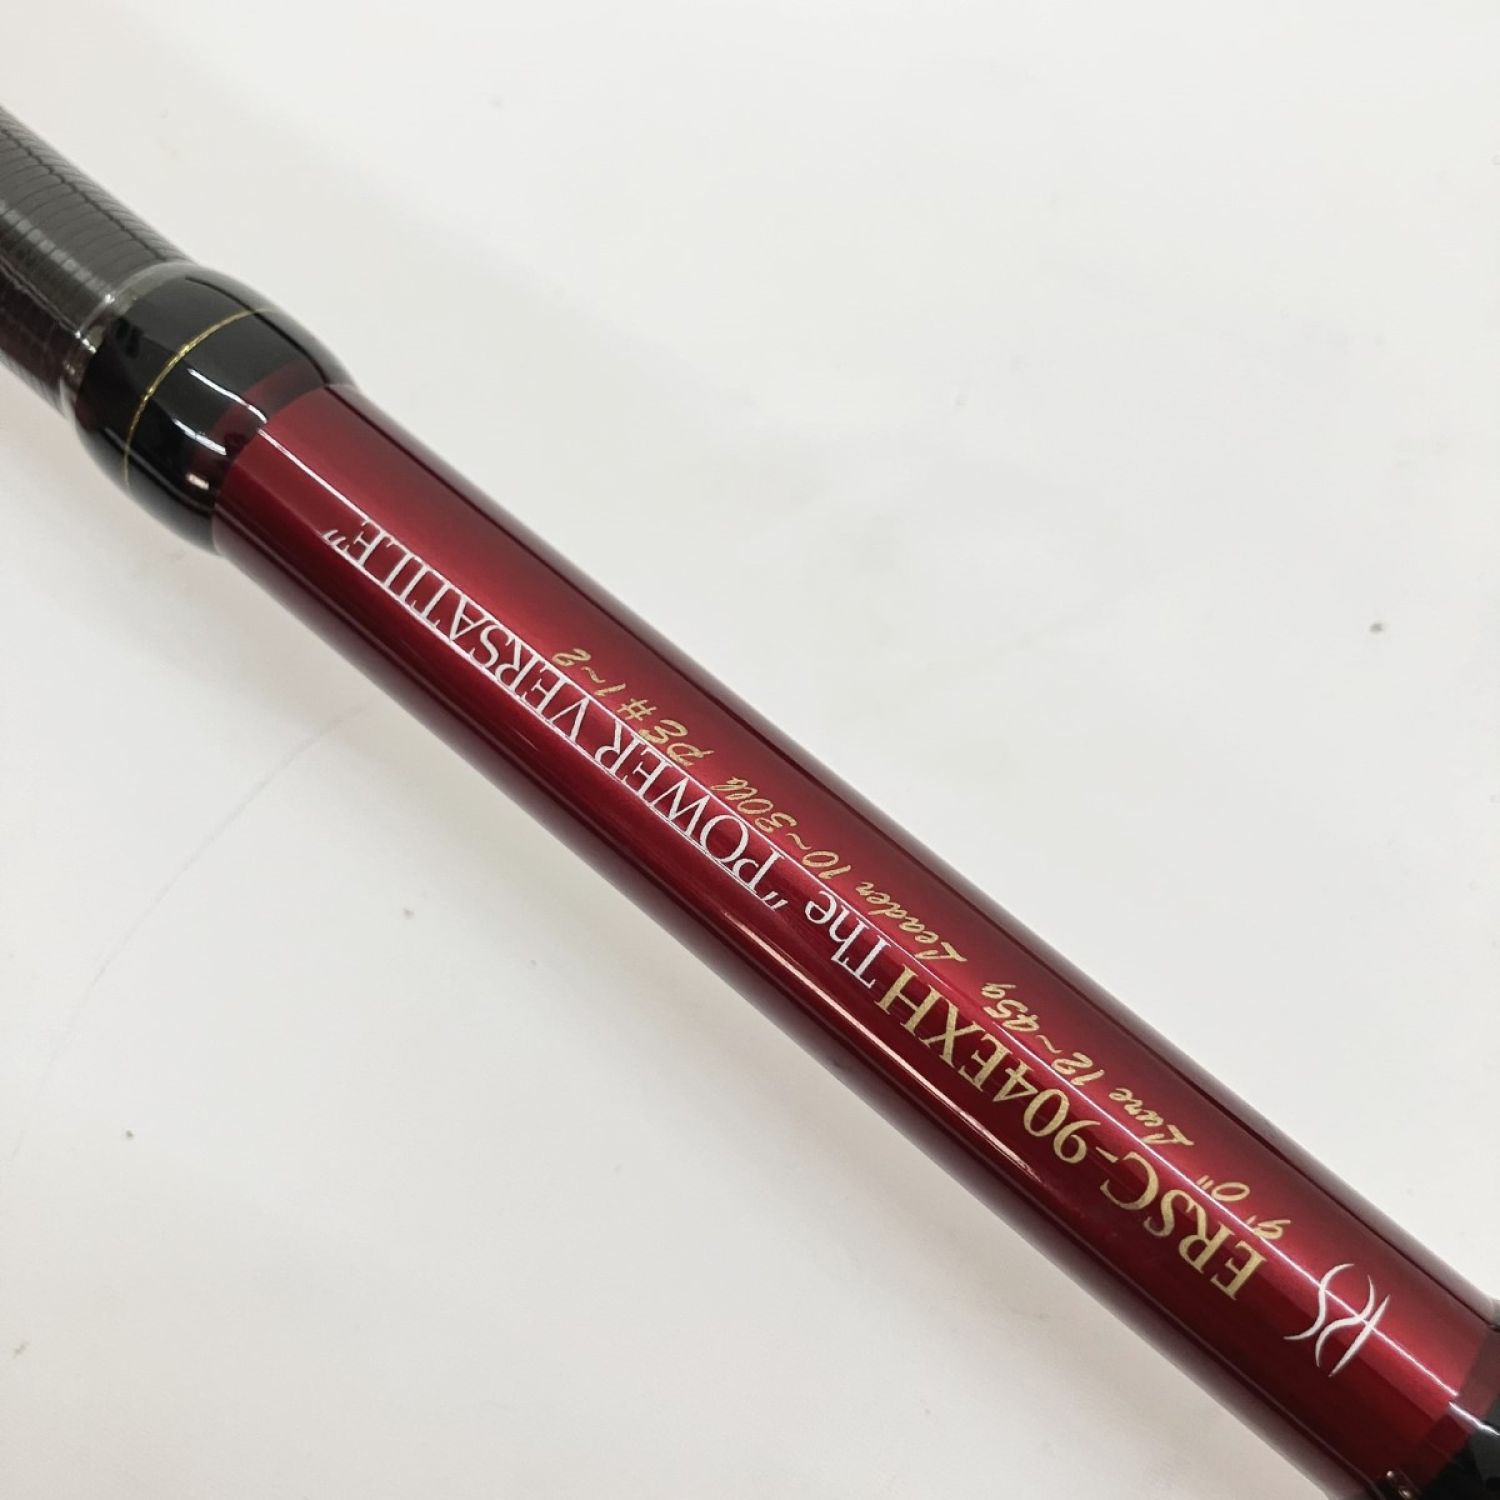 ERSC-904EXH The "POWER VERSATILE"
9'0" Lure 12~45g Leader 10~30lb PE#1~2